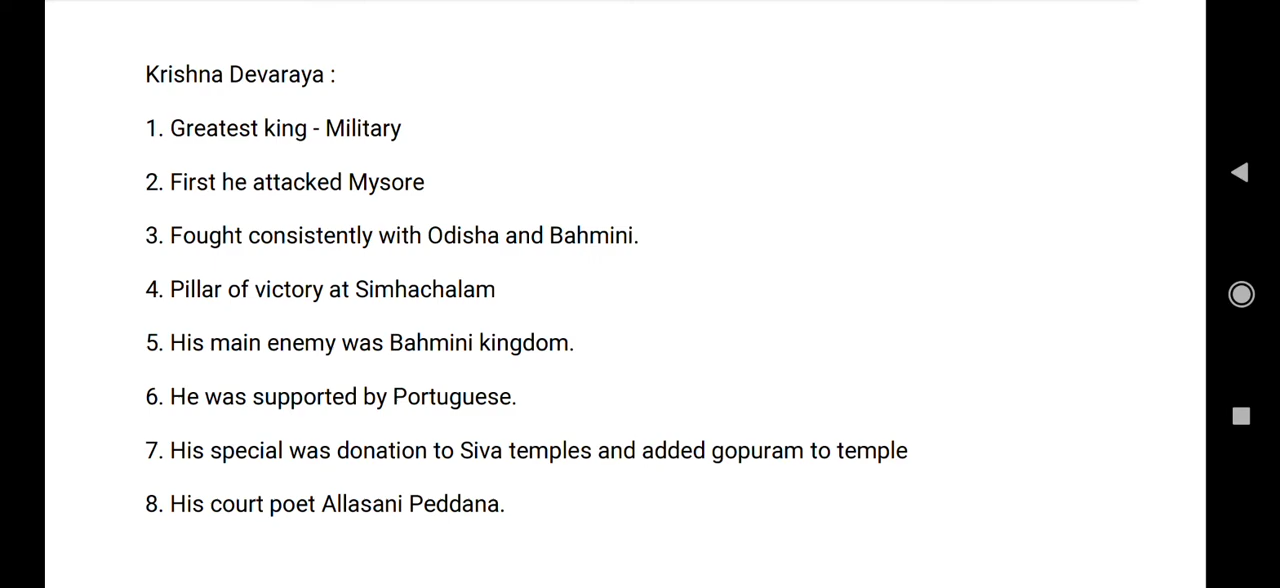 Krishna Devaraya :
1. Greatest king - Military
2. First he attacked Mysore
3. Fought consistently with Odisha and Bahmini.
4. Pillar of victory at Simhachalam
5. His main enemy was Bahmini kingdom.
6. He was supported by Portuguese.
7. His special was donation to Siva temples and added gopuram to temple
8. His court poet Allasani Peddana.